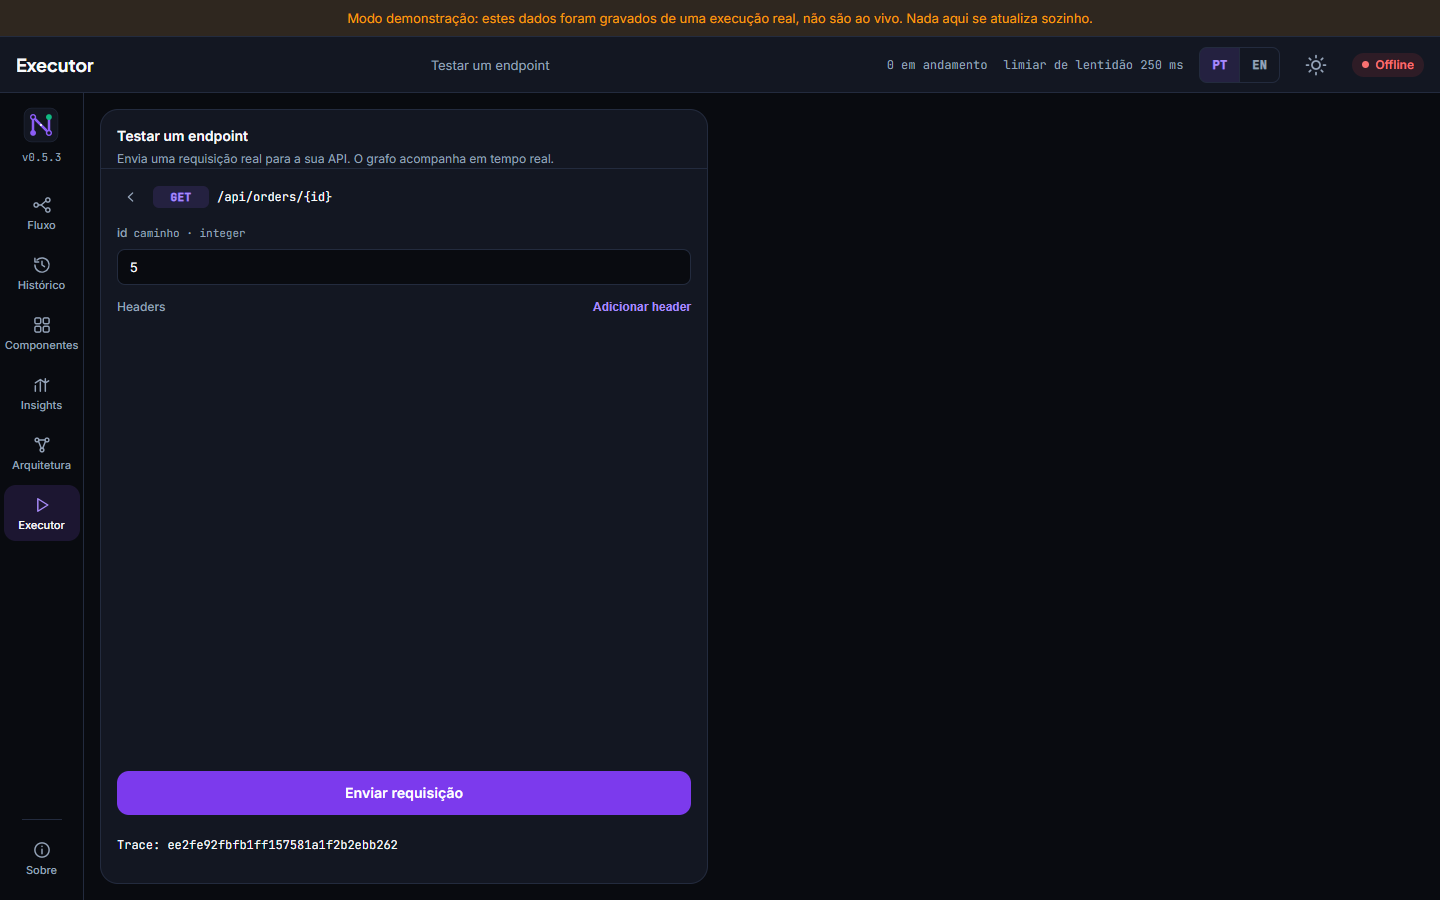 Modo demonstração: estes dados foram gravados de uma execução real, não são ao vivo. Nada aqui se atualiza sozinho.
Executor
Testar um endpoint
0 em andamento
limiar de lentidão 250 ms
PT
EN
Offline
v0.5.3
Fluxo
Histórico
Componentes
Insights
Arquitetura
Executor
Sobre
Testar um endpoint
Envia uma requisição real para a sua API. O grafo acompanha em tempo real.
GET /api/orders/{id}
id caminho · integer
5
Headers
Adicionar header
Enviar requisição
Trace: ee2fe92fbfb1ff157581a1f2b2ebb262